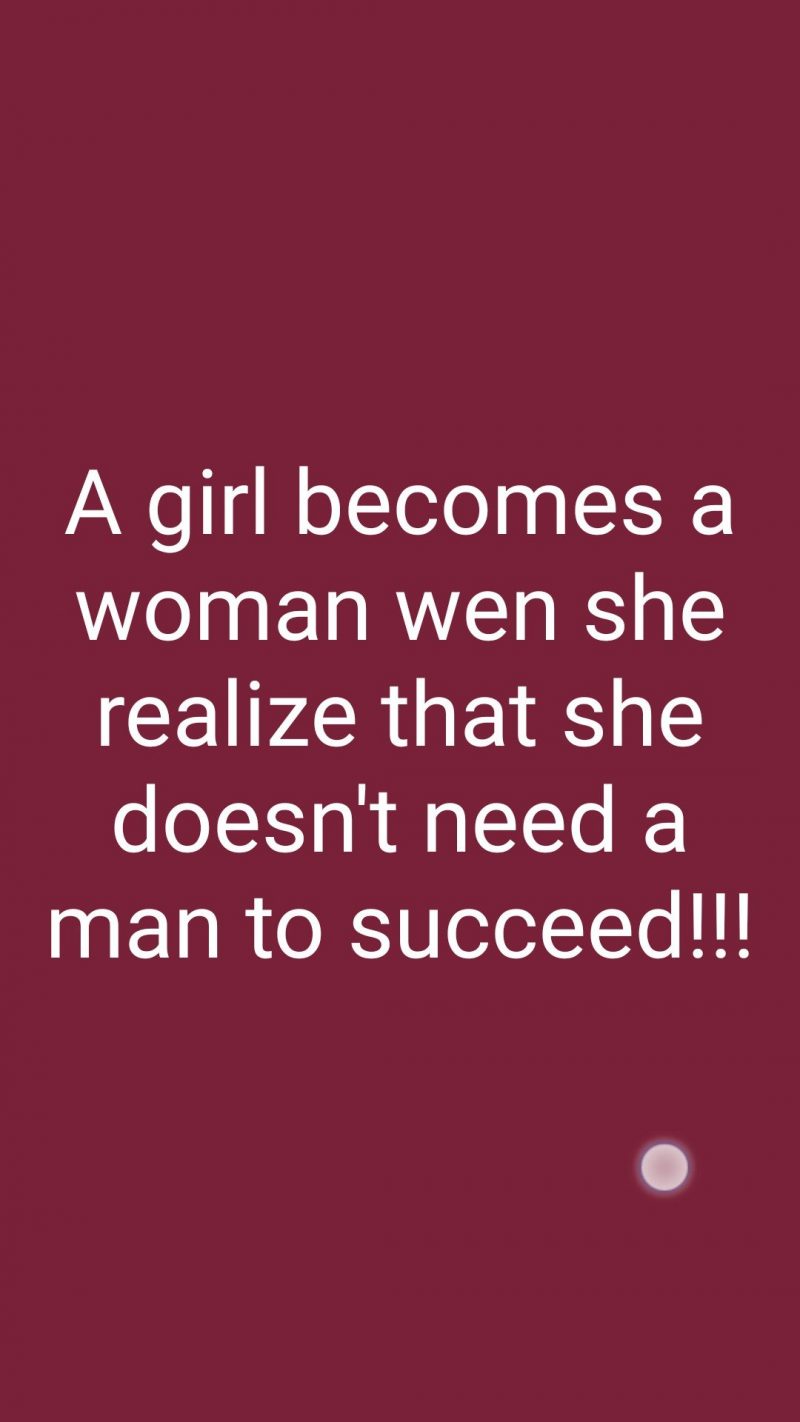 A girl becomes a
woman wen she
realize that she
doesn't need a
man to succeed!!!